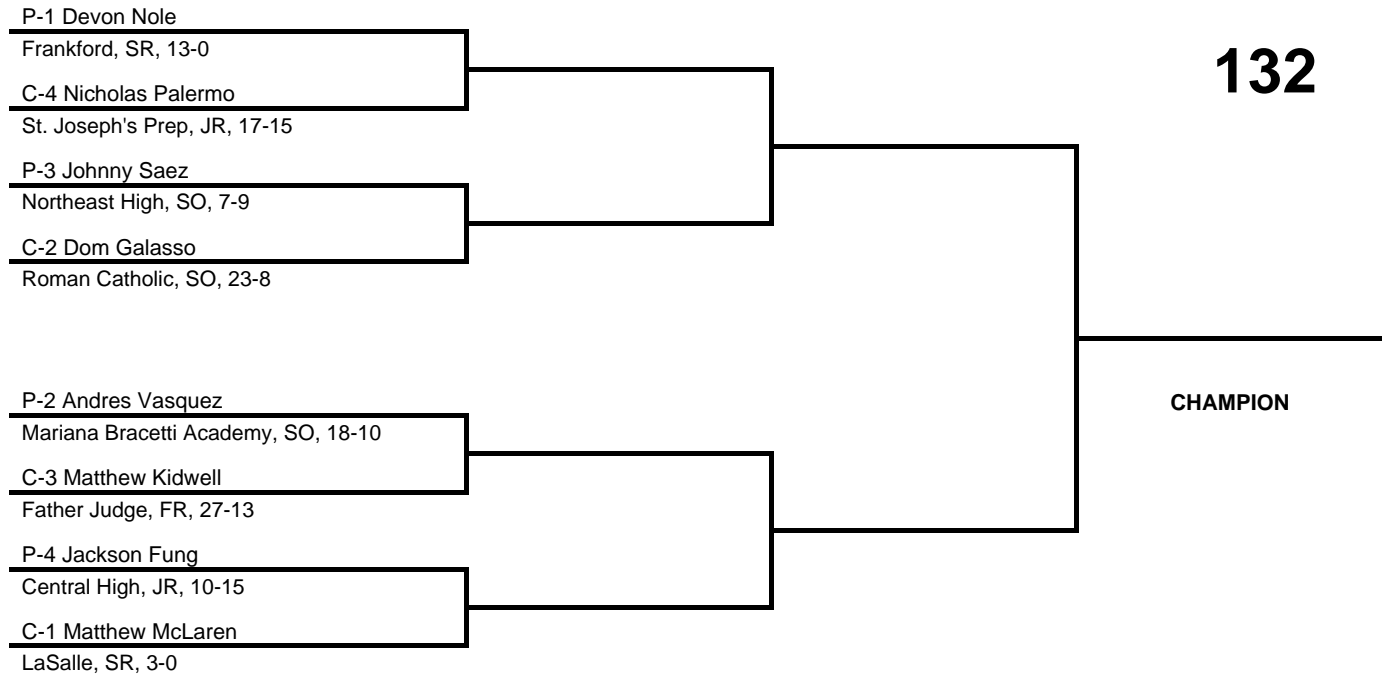 P-1 Devon Nole
Frankford, SR, 13-0
132
C-4 Nicholas Palermo
St. Joseph's Prep, JR, 17-15
P-3 Johnny Saez
Northeast High, SO, 7-9
C-2 Dom Galasso
Roman Catholic, SO, 23-8
P-2 Andres Vasquez
CHAMPION
Mariana Bracetti Academy, SO, 18-10
C-3 Matthew Kidwell
Father Judge, FR, 27-13
P-4 Jackson Fung
Central High, JR, 10-15
C-1 Matthew McLaren
LaSalle, SR, 3-0